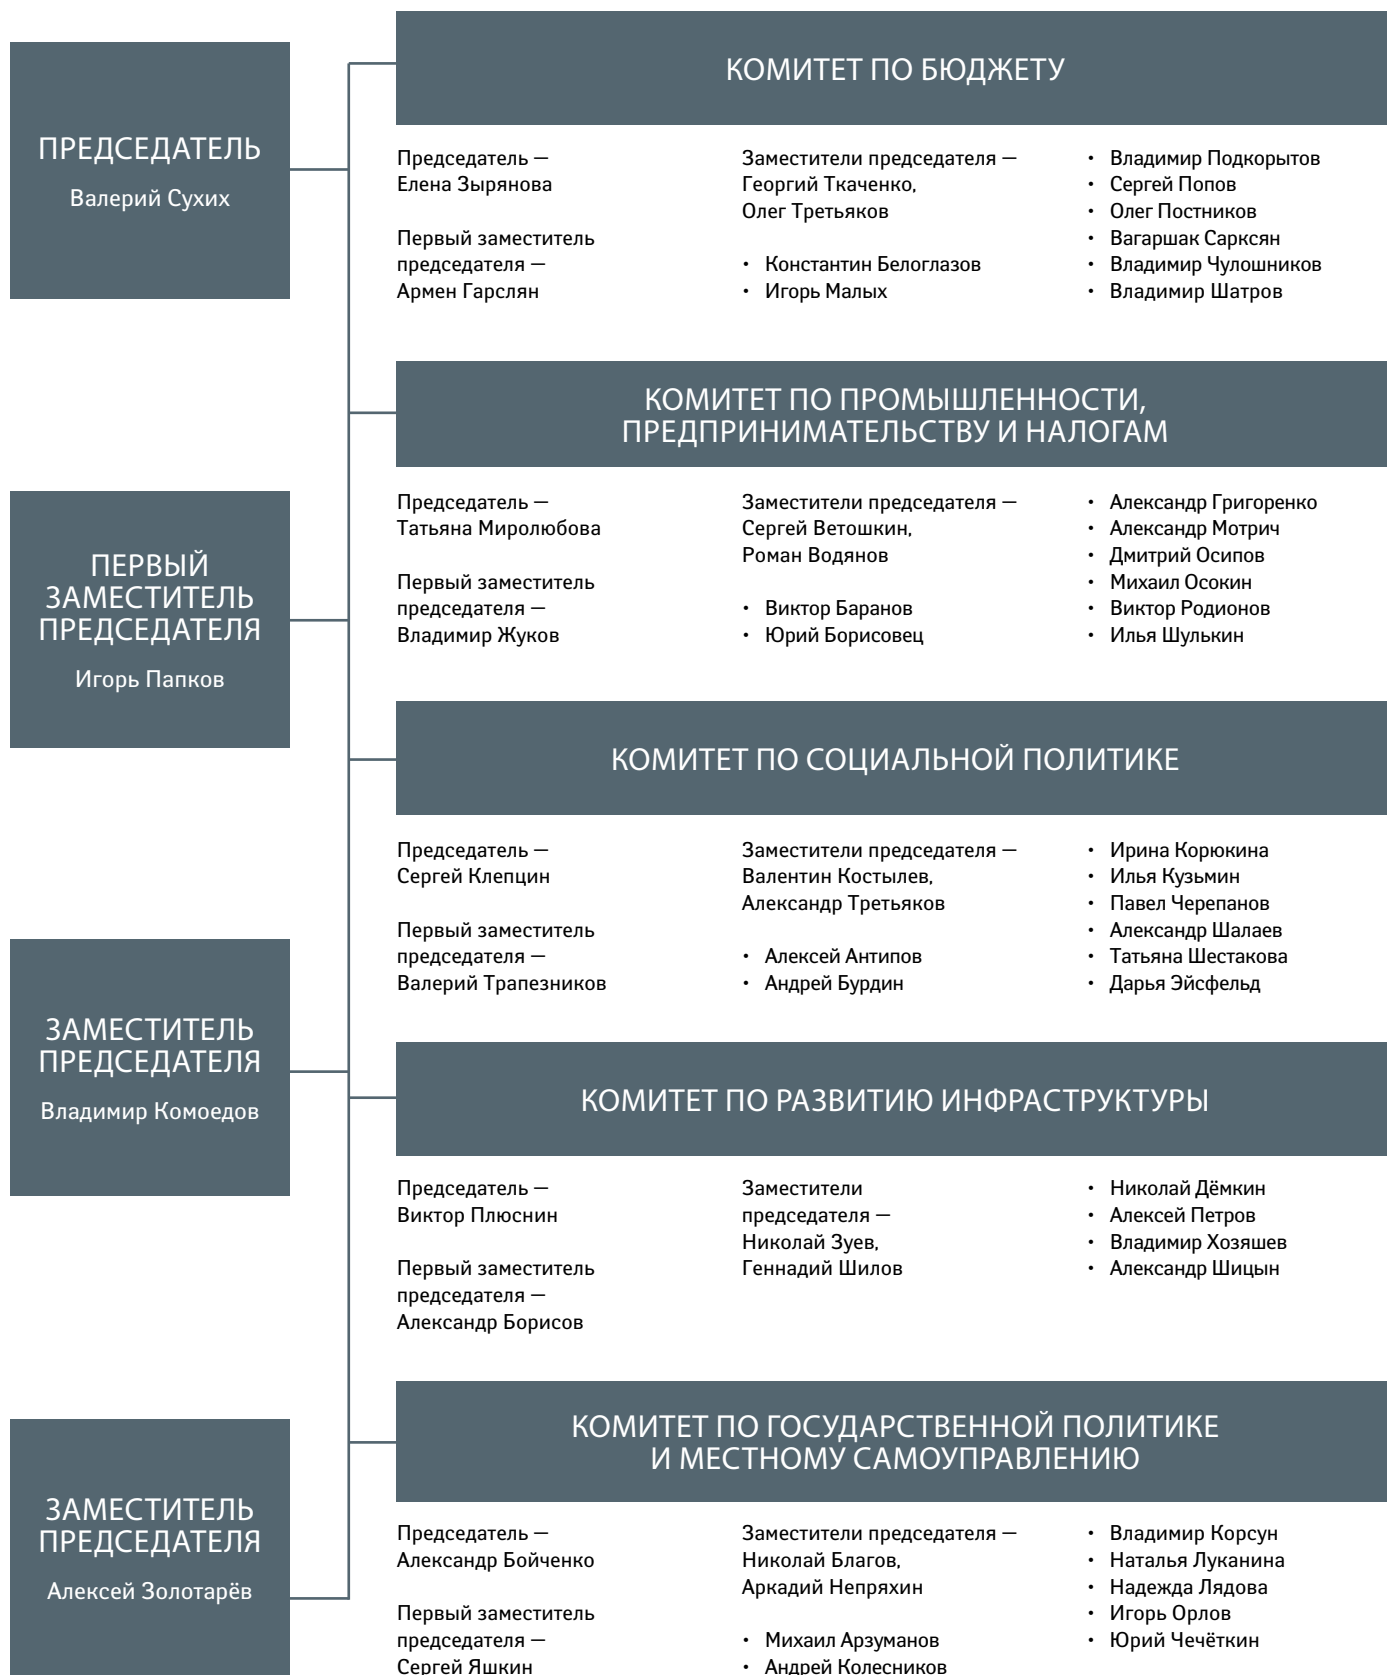 ПРЕДСЕДАТЕЛЬ
Валерий Сухих
ПЕРВЫЙ
ЗАМЕСТИТЕЛЬ
ПРЕДСЕДАТЕЛЯ
Игорь Папков
ЗАМЕСТИТЕЛЬ
ПРЕДСЕДАТЕЛЯ
Владимир Комоедов
ЗАМЕСТИТЕЛЬ
ПРЕДСЕДАТЕЛЯ
Алексей Золотарёв
КОМИТЕТ ПО БЮДЖЕТУ
Председатель —
Елена Зырянова
Первый заместитель
председателя —
Армен Гарслян
Заместители председателя —
Георгий Ткаченко,
Олег Третьяков
• Константин Белоглазов
• Игорь Малых
• Владимир Подкорытов
• Сергей Попов
• Олег Постников
• Вагаршак Сарксян
• Владимир Чулошников
• Владимир Шатров
КОМИТЕТ ПО ПРОМЫШЛЕННОСТИ,
ПРЕДПРИНИМАТЕЛЬСТВУ И НАЛОГАМ
Председатель —
Татьяна Миролюбова
Первый заместитель
председателя —
Владимир Жуков
Заместители председателя —
Сергей Ветошкин,
Роман Водянов
• Виктор Баранов
• Юрий Борисовец
• Александр Григоренко
• Александр Мотрич
• Дмитрий Осипов
• Михаил Осокин
• Виктор Родионов
• Илья Шулькин
КОМИТЕТ ПО СОЦИАЛЬНОЙ ПОЛИТИКЕ
Председатель —
Сергей Клепцин
Первый заместитель
председателя —
Валерий Трапезников
Заместители председателя —
Валентин Костылев,
Александр Третьяков
• Алексей Антипов
• Андрей Бурдин
• Ирина Корюкина
• Илья Кузьмин
• Павел Черепанов
• Александр Шалаев
• Татьяна Шестакова
• Дарья Эйсфельд
КОМИТЕТ ПО РАЗВИТИЮ ИНФРАСТРУКТУРЫ
Председатель —
Виктор Плюснин
Первый заместитель
председателя —
Александр Борисов
Заместители
председателя —
Николай Зуев,
Геннадий Шилов
• Николай Дёмкин
• Алексей Петров
• Владимир Хозяшев
• Александр Шицын
КОМИТЕТ ПО ГОСУДАРСТВЕННОЙ ПОЛИТИКЕ
И МЕСТНОМУ САМОУПРАВЛЕНИЮ
Председатель —
Александр Бойченко
Первый заместитель
председателя —
Сергей Яшкин
Заместители председателя —
Николай Благов,
Аркадий Непряхин
• Михаил Арзуманов
• Андрей Колесников
• Владимир Корсун
• Наталья Луканина
• Надежда Лядова
• Игорь Орлов
• Юрий Чечёткин